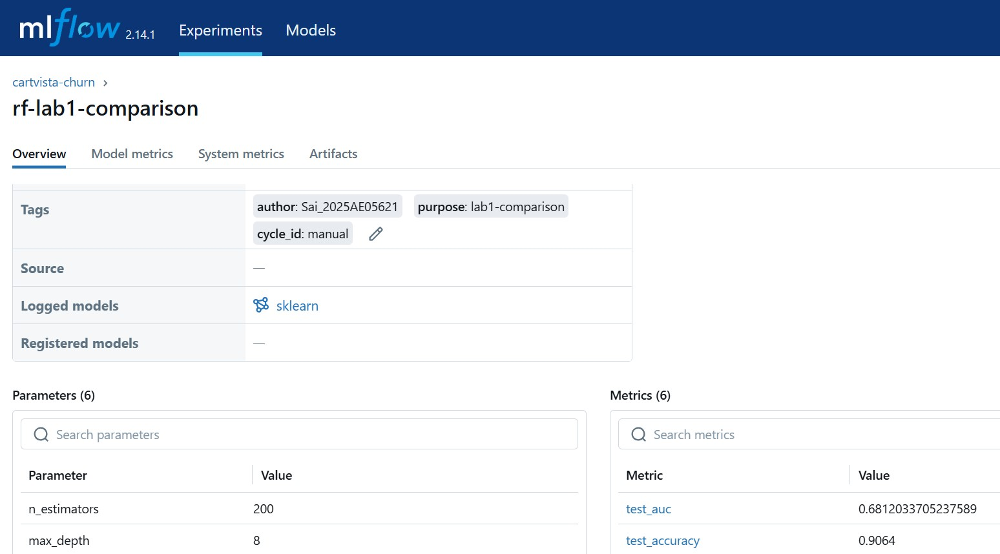 mlflow 2.14.1 Experiments Models
cartvista-churn >
rf-lab1-comparison
Overview Model metrics System metrics Artifacts
Tags author: Sai_2025AE05621 purpose: lab1-comparison
cycle_id: manual
Source —
Logged models sklearn
Registered models —
Parameters (6) Metrics (6)
Search parameters Search metrics
Parameter Value Metric Value
n_estimators 200 test_auc 0.6812033705237589
max_depth 8 test_accuracy 0.9064